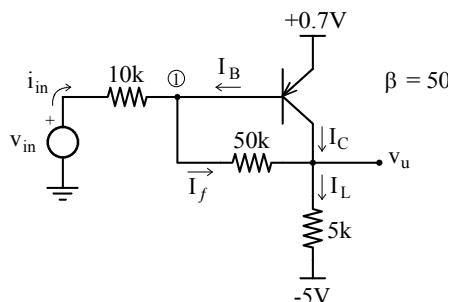 +0.7V
i_in 10k ① I_B β = 50
v_in +
50k I_C v_u
I_f I_L
5k
-5V